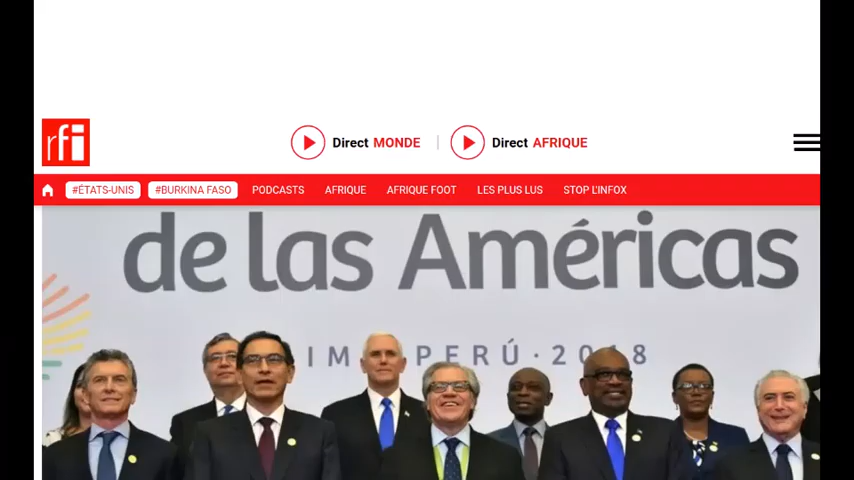 rfi
Direct MONDE
Direct AFRIQUE
#ÉTATS-UNIS #BURKINA FASO PODCASTS AFRIQUE AFRIQUE FOOT LES PLUS LUS STOP L'INFOX
de las Américas
IM PERÚ · 2018